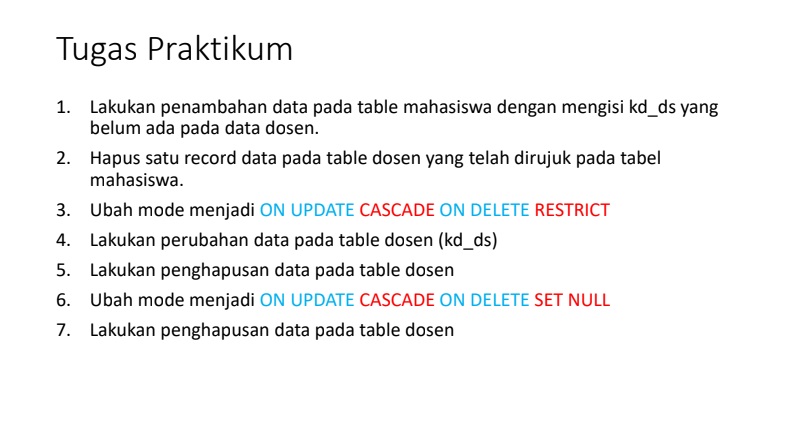 Tugas Praktikum
1. Lakukan penambahan data pada table mahasiswa dengan mengisi kd_ds yang
belum ada pada data dosen.
2. Hapus satu record data pada table dosen yang telah dirujuk pada tabel
mahasiswa.
3. Ubah mode menjadi ON UPDATE CASCADE ON DELETE RESTRICT
4. Lakukan perubahan data pada table dosen (kd_ds)
5. Lakukan penghapusan data pada table dosen
6. Ubah mode menjadi ON UPDATE CASCADE ON DELETE SET NULL
7. Lakukan penghapusan data pada table dosen